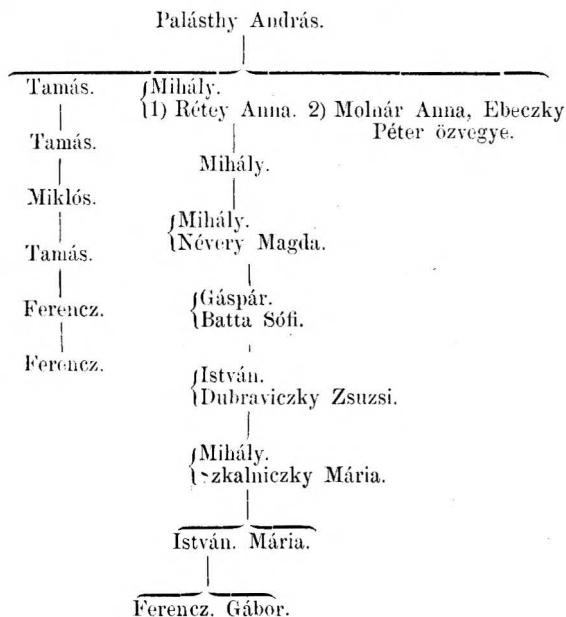 Palásthy András.
Tamás.
Mihály.
1) Rétey Anna. 2) Molnár Anna, Ebeczky
Péter özvegye.
Tamás.
Mihály.
Miklós.
Mihály.
Névery Magda.
Tamás.
Gáspár.
Batta Sófi.
Ferencz.
Ferencz.
István.
Dubraviczky Zsuzsi.
Mihály.
Mária.
István. Mária.
Ferencz. Gábor.